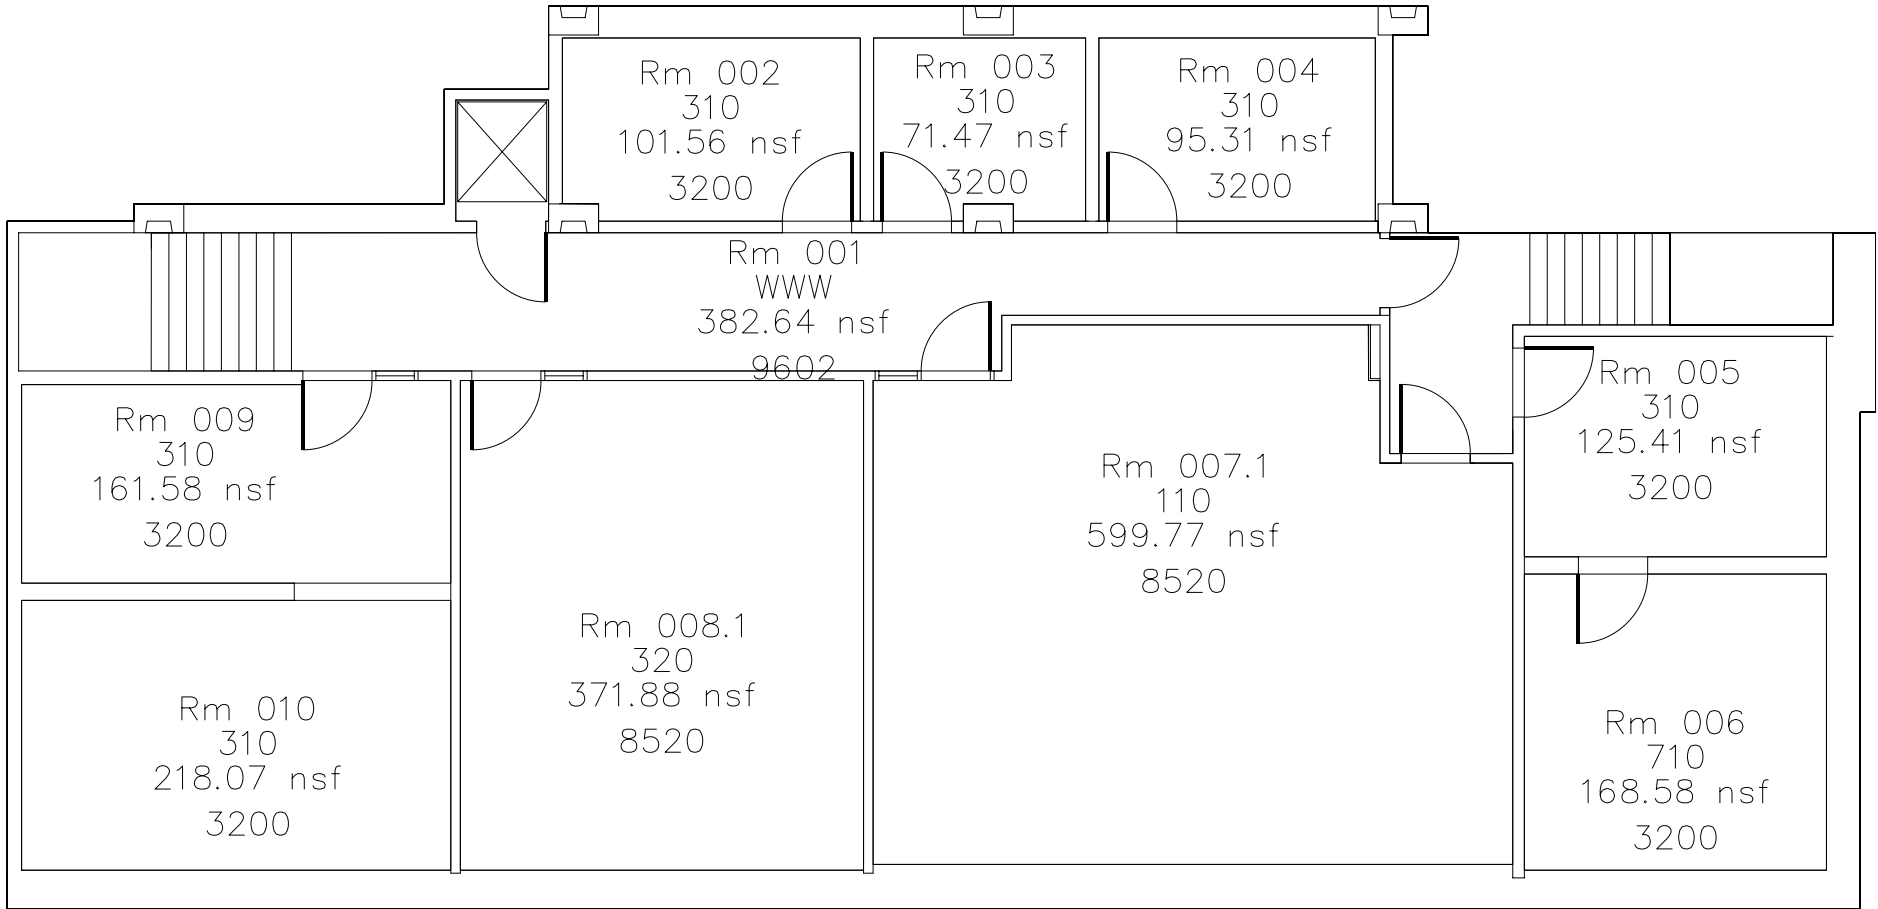 Rm 002
310
101.56 nsf
3200
Rm 003
310
71.47 nsf
3200
Rm 004
310
95.31 nsf
3200
Rm 001
WWW
382.64 nsf
9602
Rm 009
310
161.58 nsf
3200
Rm 005
310
125.41 nsf
3200
Rm 007.1
110
599.77 nsf
8520
Rm 008.1
320
371.88 nsf
8520
Rm 010
310
218.07 nsf
3200
Rm 006
710
168.58 nsf
3200